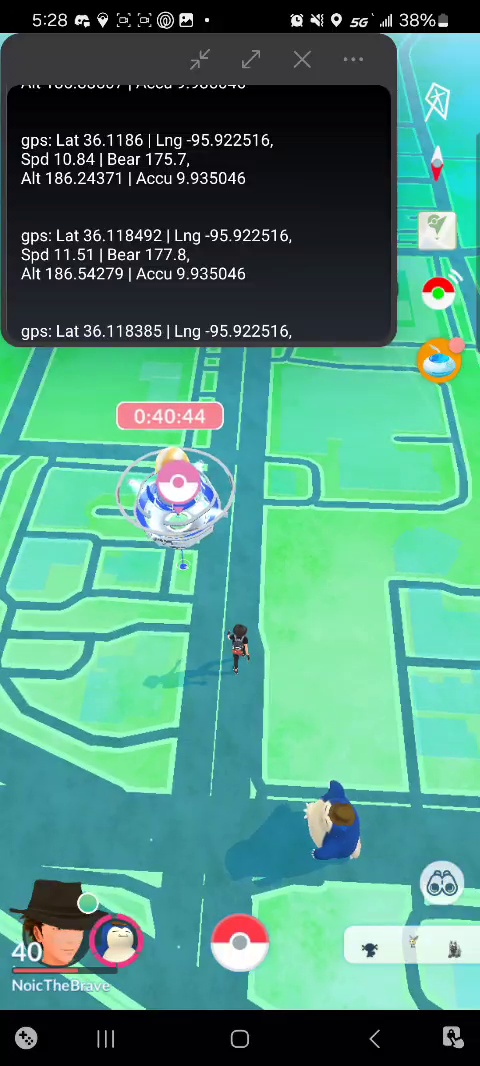 5:28
5G
38%
gps: Lat 36.1186 | Lng -95.922516,
Spd 10.84 | Bear 175.7,
Alt 186.24371 | Accu 9.935046
gps: Lat 36.118492 | Lng -95.922516,
Spd 11.51 | Bear 177.8,
Alt 186.54279 | Accu 9.935046
gps: Lat 36.118385 | Lng -95.922516,
0:40:44
40
NoicTheBrave